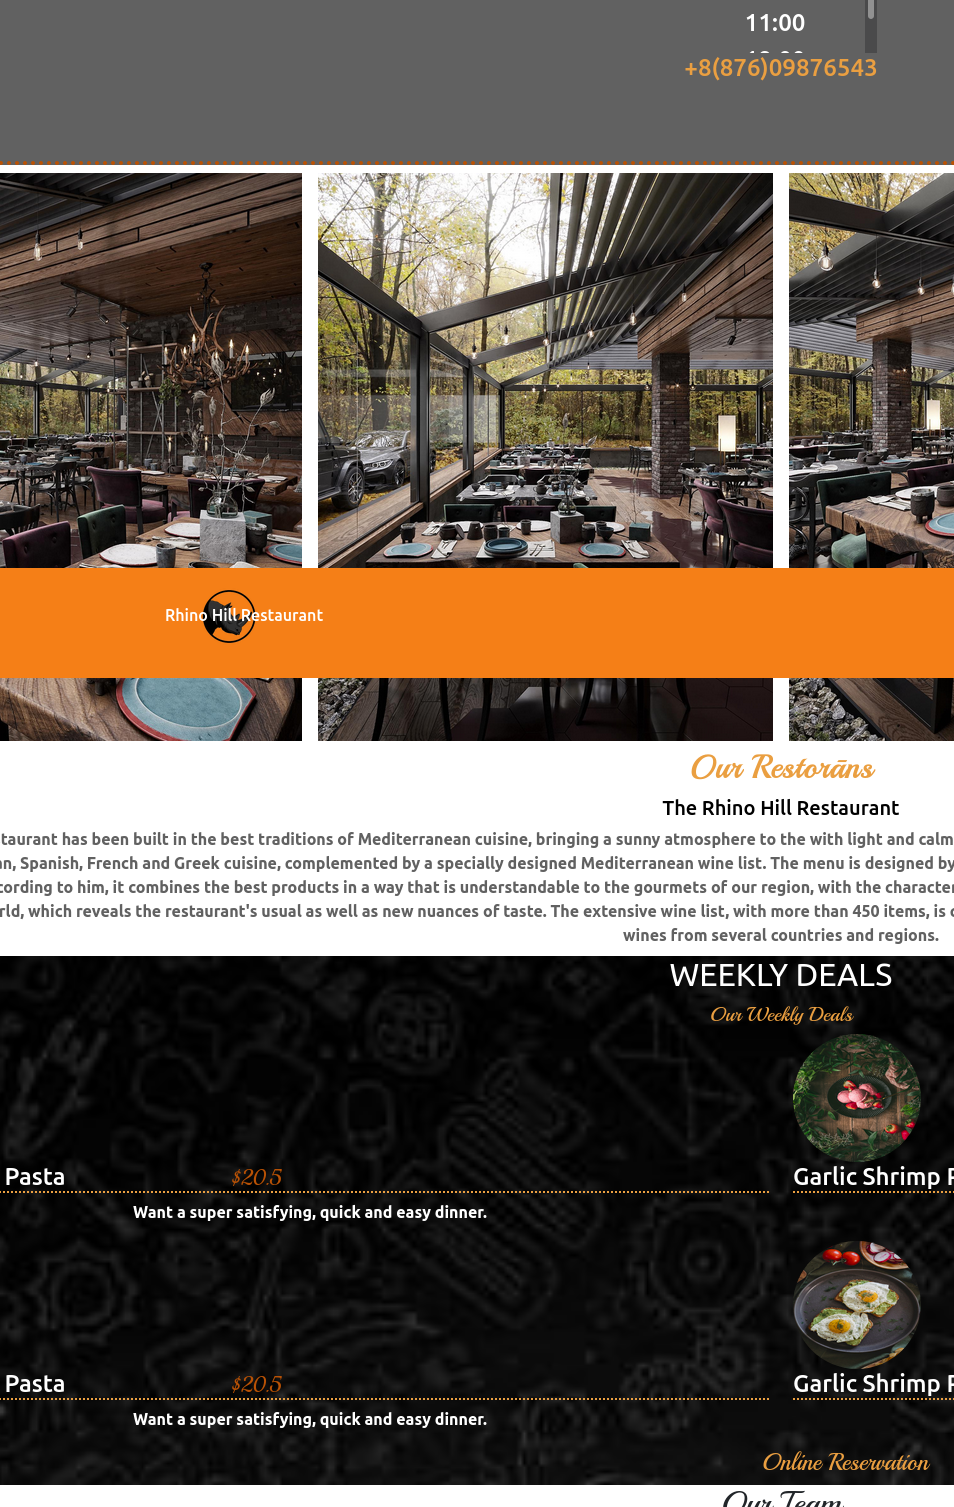 11:00
+8(876)09876543
Rhino Hill Restaurant
Our Restorāns
The Rhino Hill Restaurant
taurant has been built in the best traditions of Mediterranean cuisine, bringing a sunny atmosphere to the with light and calm
an, Spanish, French and Greek cuisine, complemented by a specially designed Mediterranean wine list. The menu is designed by
cording to him, it combines the best products in a way that is understandable to the gourmets of our region, with the character
rld, which reveals the restaurant's usual as well as new nuances of taste. The extensive wine list, with more than 450 items, is
wines from several countries and regions.
WEEKLY DEALS
Our Weekly Deals
Pasta $20.5 Garlic Shrimp
Want a super satisfying, quick and easy dinner.
Pasta $20.5 Garlic Shrimp
Want a super satisfying, quick and easy dinner.
Online Reservation
Our Team